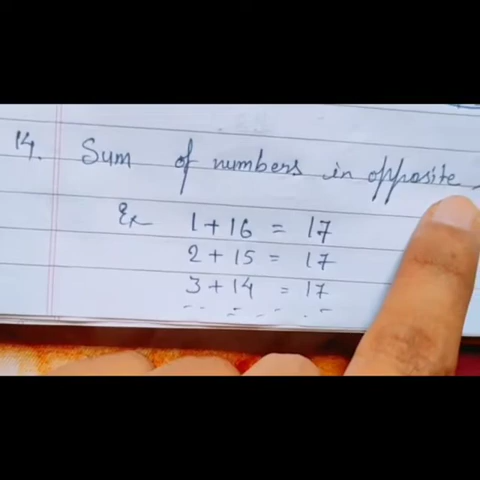 14. Sum of numbers in opposite
Ex 1 + 16 = 17
2 + 15 = 17
3 + 14 = 17